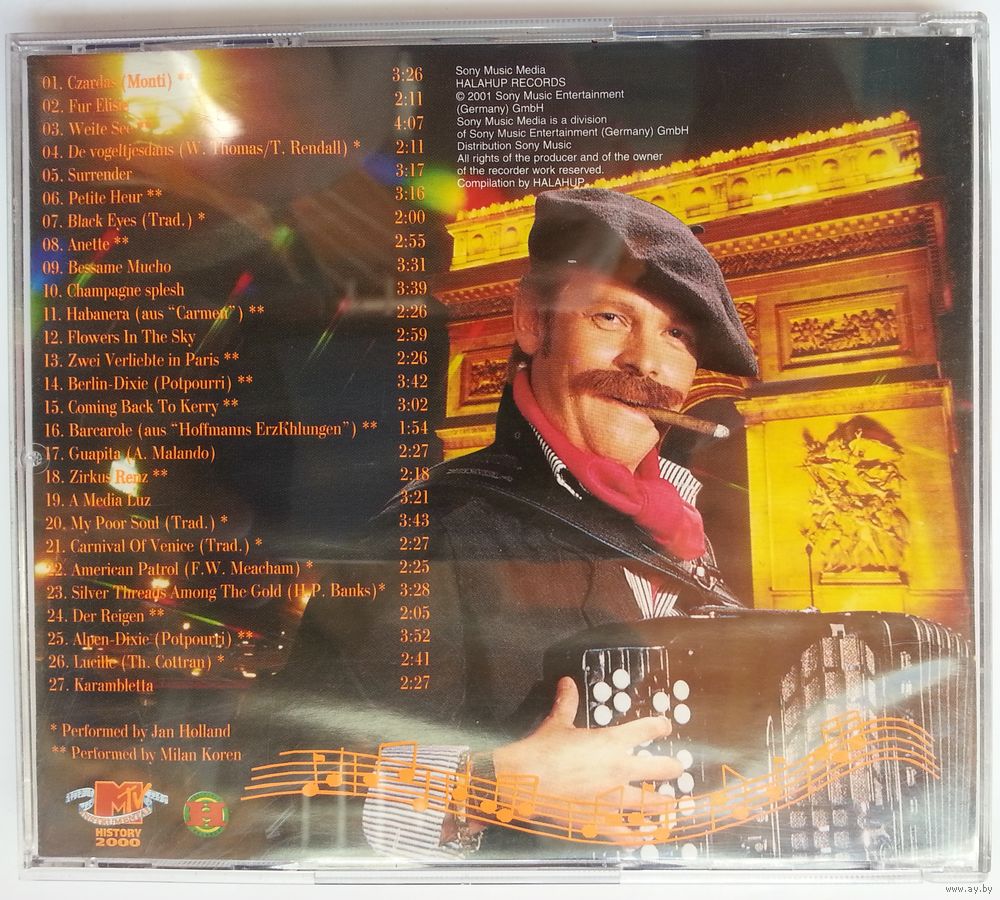 01. Czardas (Monti) ** 3:26
02. Fur Elise 2:11
03. Weite See ** 4:07
04. De vogeltjesdans (W. Thomas/T. Rendall) * 2:11
05. Surrender 3:17
06. Petite Heur ** 3:16
07. Black Eyes (Trad.) * 2:00
08. Anette ** 2:55
09. Bessame Mucho 3:31
10. Champagne splesh 3:39
11. Habanera (aus “Carmen”) ** 2:26
12. Flowers In The Sky 2:59
13. Zwei Verliebte in Paris ** 2:26
14. Berlin-Dixie (Potpourri) ** 3:42
15. Coming Back To Kerry ** 3:02
16. Barcarole (aus “Hoffmanns ErzKhlungen”) ** 1:54
17. Guapita (A. Malando) 2:27
18. Zirkus Renz ** 2:18
19. A Media Luz 3:21
20. My Poor Soul (Trad.) * 3:43
21. Carnival Of Venice (Trad.) * 2:27
22. American Patrol (F.W. Meacham) * 2:25
23. Silver Threads Among The Gold (H.P. Banks)* 3:28
24. Der Reigen ** 2:05
25. Alpen-Dixie (Potpourri) ** 3:52
26. Lucille (Th. Cottran) * 2:41
27. Karambletta 2:27
* Performed by Jan Holland
** Performed by Milan Koren
Sony Music Media
HALAHUP RECORDS
© 2001 Sony Music Entertainment
(Germany) GmbH
Sony Music Media is a division
of Sony Music Entertainment (Germany) GmbH
Distribution Sony Music
All rights of the producer and of the owner
of the recorder work reserved.
Compilation by HALAHUP
MTV
INSTRUMENTAL
HISTORY
2000
H
www.ay.by